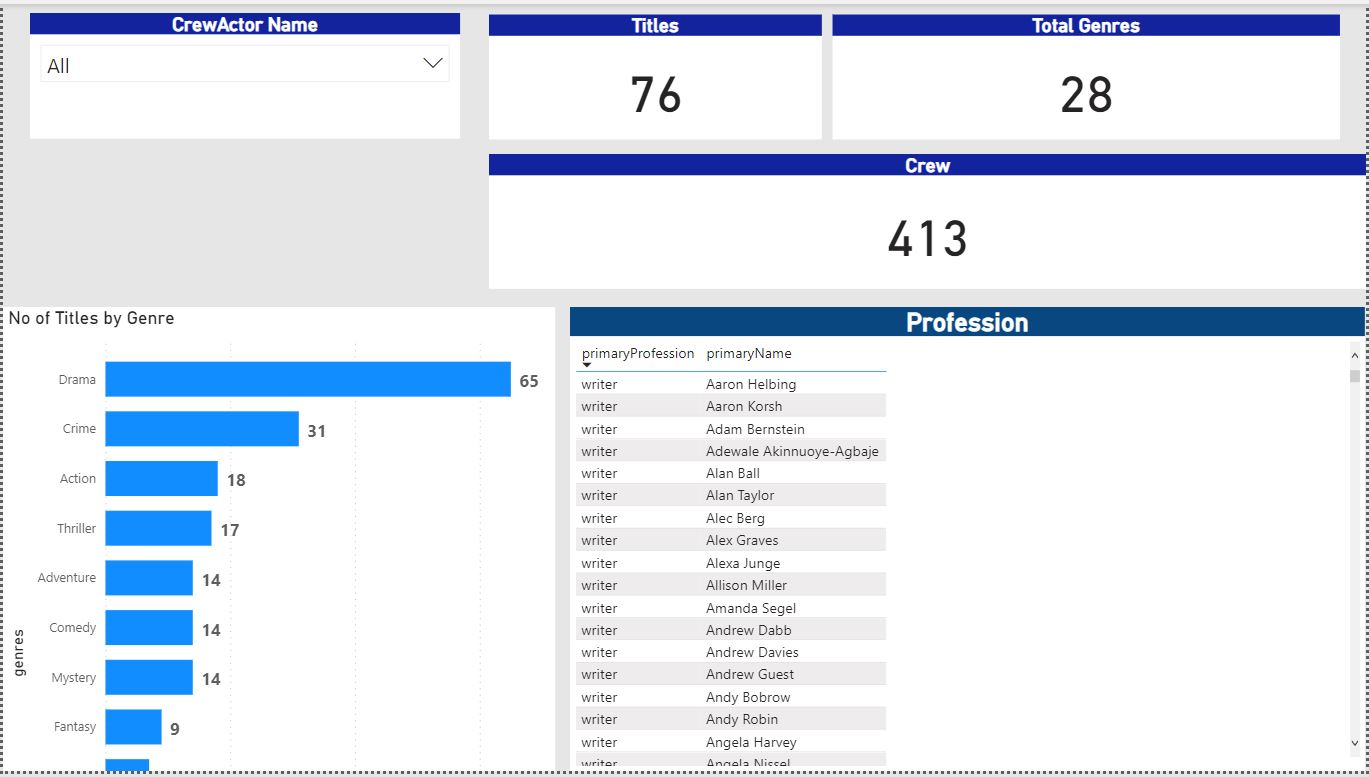 CrewActor Name
All
Titles
76
Total Genres
28
Crew
413
No of Titles by Genre
genres
Drama 65
Crime 31
Action 18
Thriller 17
Adventure 14
Comedy 14
Mystery 14
Fantasy 9
Profession
primaryProfession primaryName
writer Aaron Helbing
writer Aaron Korsh
writer Adam Bernstein
writer Adewale Akinnuoye-Agbaje
writer Alan Ball
writer Alan Taylor
writer Alec Berg
writer Alex Graves
writer Alexa Junge
writer Allison Miller
writer Amanda Segel
writer Andrew Dabb
writer Andrew Davies
writer Andrew Guest
writer Andy Bobrow
writer Andy Robin
writer Angela Harvey
writer Angela Nissel